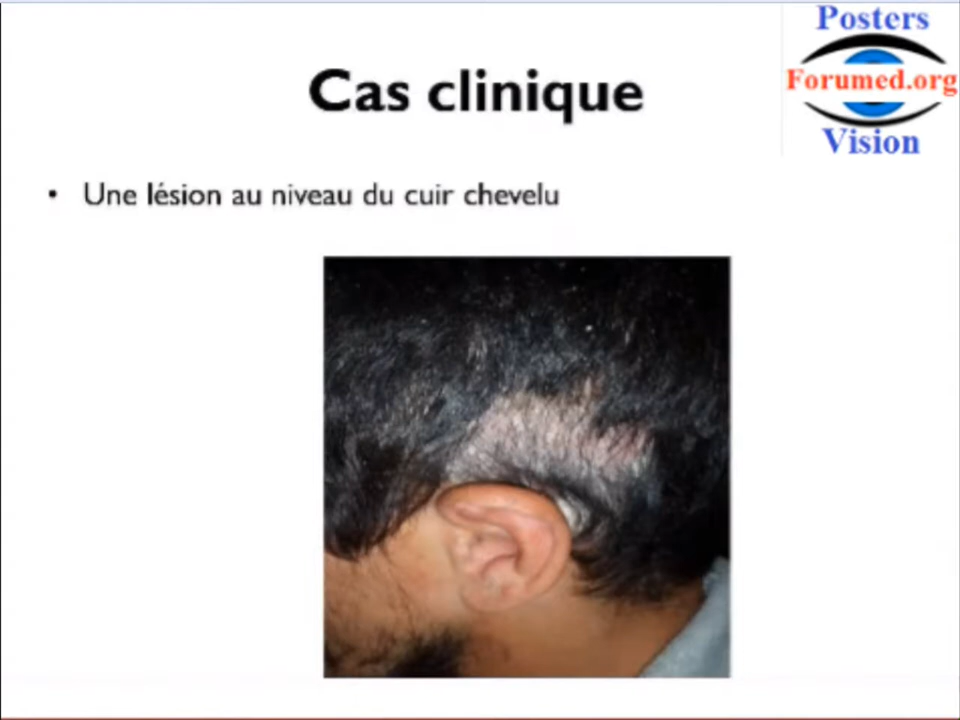 Posters
Forumed.org
Vision
Cas clinique
• Une lésion au niveau du cuir chevelu